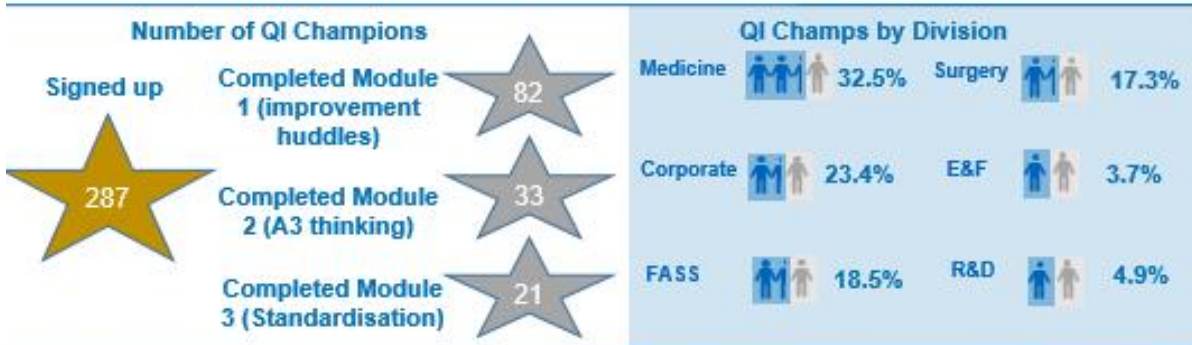 Number of QI Champions
Signed up
287
Completed Module
1 (improvement
huddles)
82
Completed Module
2 (A3 thinking)
33
Completed Module
3 (Standardisation)
21
QI Champs by Division
Medicine 32.5%
Surgery 17.3%
Corporate 23.4%
E&F 3.7%
FASS 18.5%
R&D 4.9%